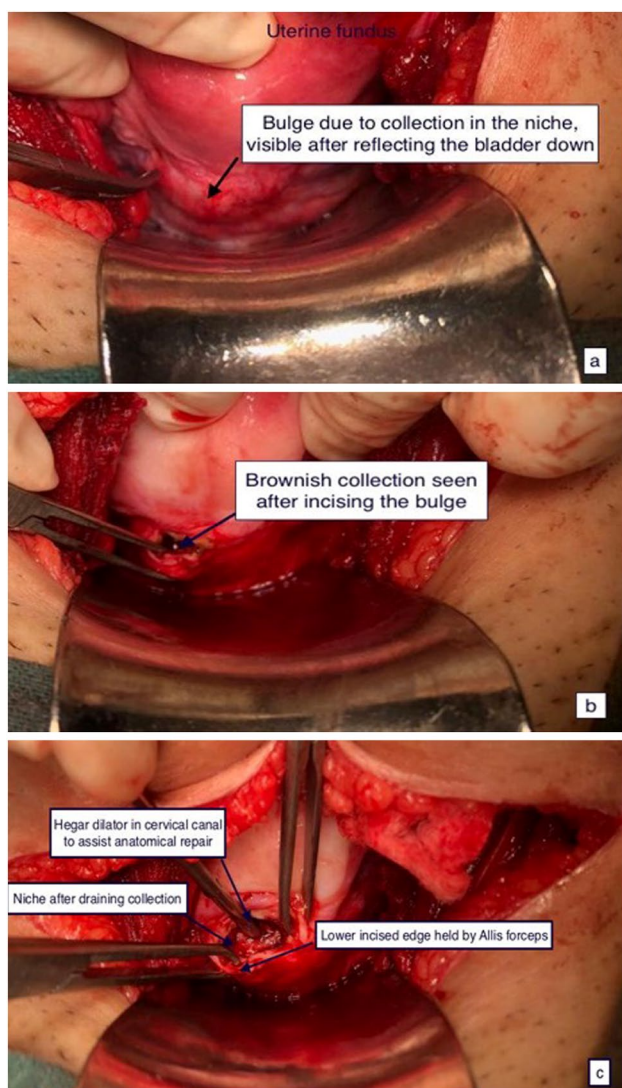 Uterine fundus
Bulge due to collection in the niche,
visible after reflecting the bladder down
a
Brownish collection seen
after incising the bulge
b
Hegar dilator in cervical canal
to assist anatomical repair
Niche after draining collection
Lower incised edge held by Allis forceps
c